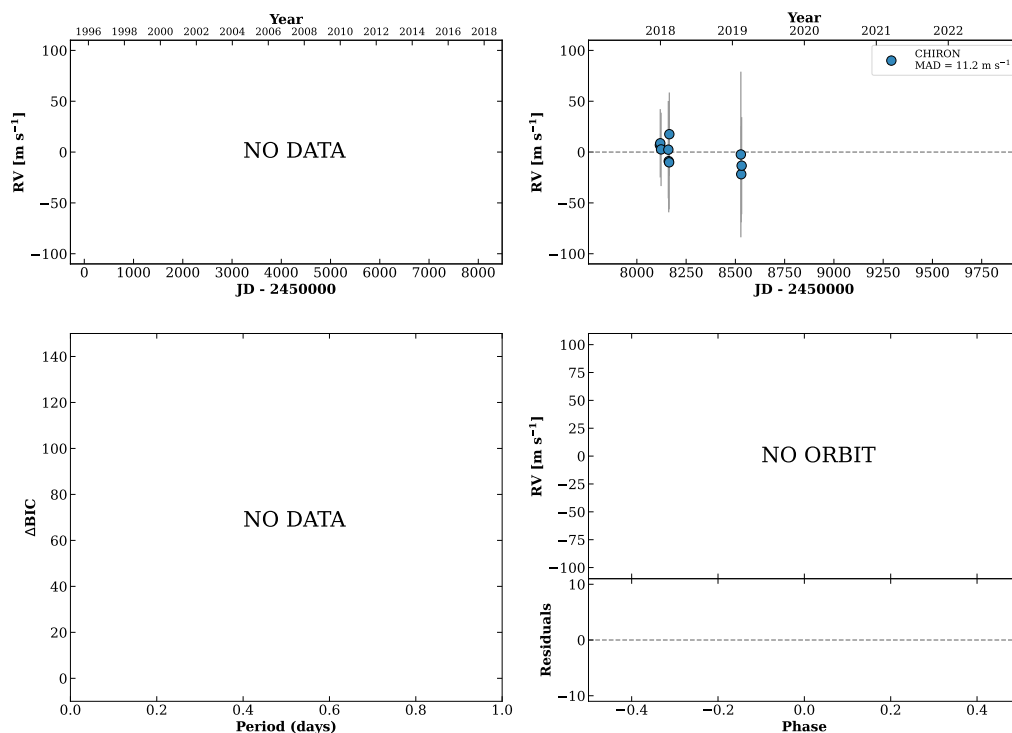 Year
1996 1998 2000 2002 2004 2006 2008 2010 2012 2014 2016 2018
RV [m s⁻¹]
100
50
0
−50
−100
NO DATA
0 1000 2000 3000 4000 5000 6000 7000 8000
JD - 2450000
Year
2018 2019 2020 2021 2022
RV [m s⁻¹]
100
50
0
−50
−100
CHIRON
MAD = 11.2 m s⁻¹
8000 8250 8500 8750 9000 9250 9500 9750
JD - 2450000
ΔBIC
140
120
100
80
60
40
20
0
NO DATA
0.0 0.2 0.4 0.6 0.8 1.0
Period (days)
RV [m s⁻¹]
100
75
50
25
0
−25
−50
−75
−100
NO ORBIT
Residuals
10
0
−10
−0.4 −0.2 0.0 0.2 0.4
Phase